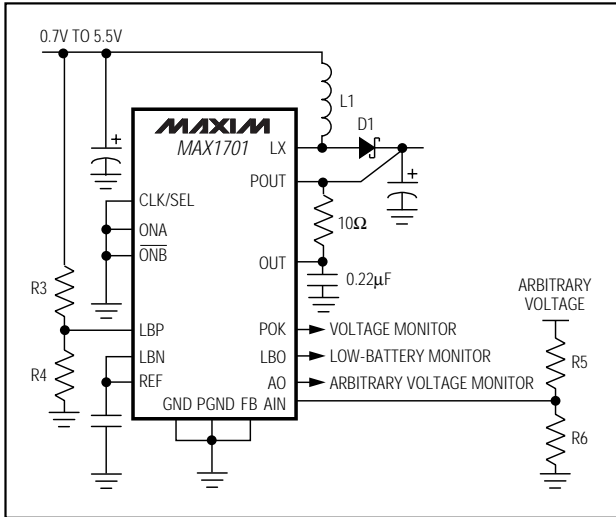 0.7V TO 5.5V
L1
D1
MAXIM
MAX1701
LX
POUT
CLK/SEL
ONA
ONB
10Ω
OUT
0.22μF
R3
R4
LBP
LBN
REF
POK
VOLTAGE MONITOR
LBO
LOW-BATTERY MONITOR
AO
ARBITRARY VOLTAGE MONITOR
GND PGND FB AIN
ARBITRARY
VOLTAGE
R5
R6